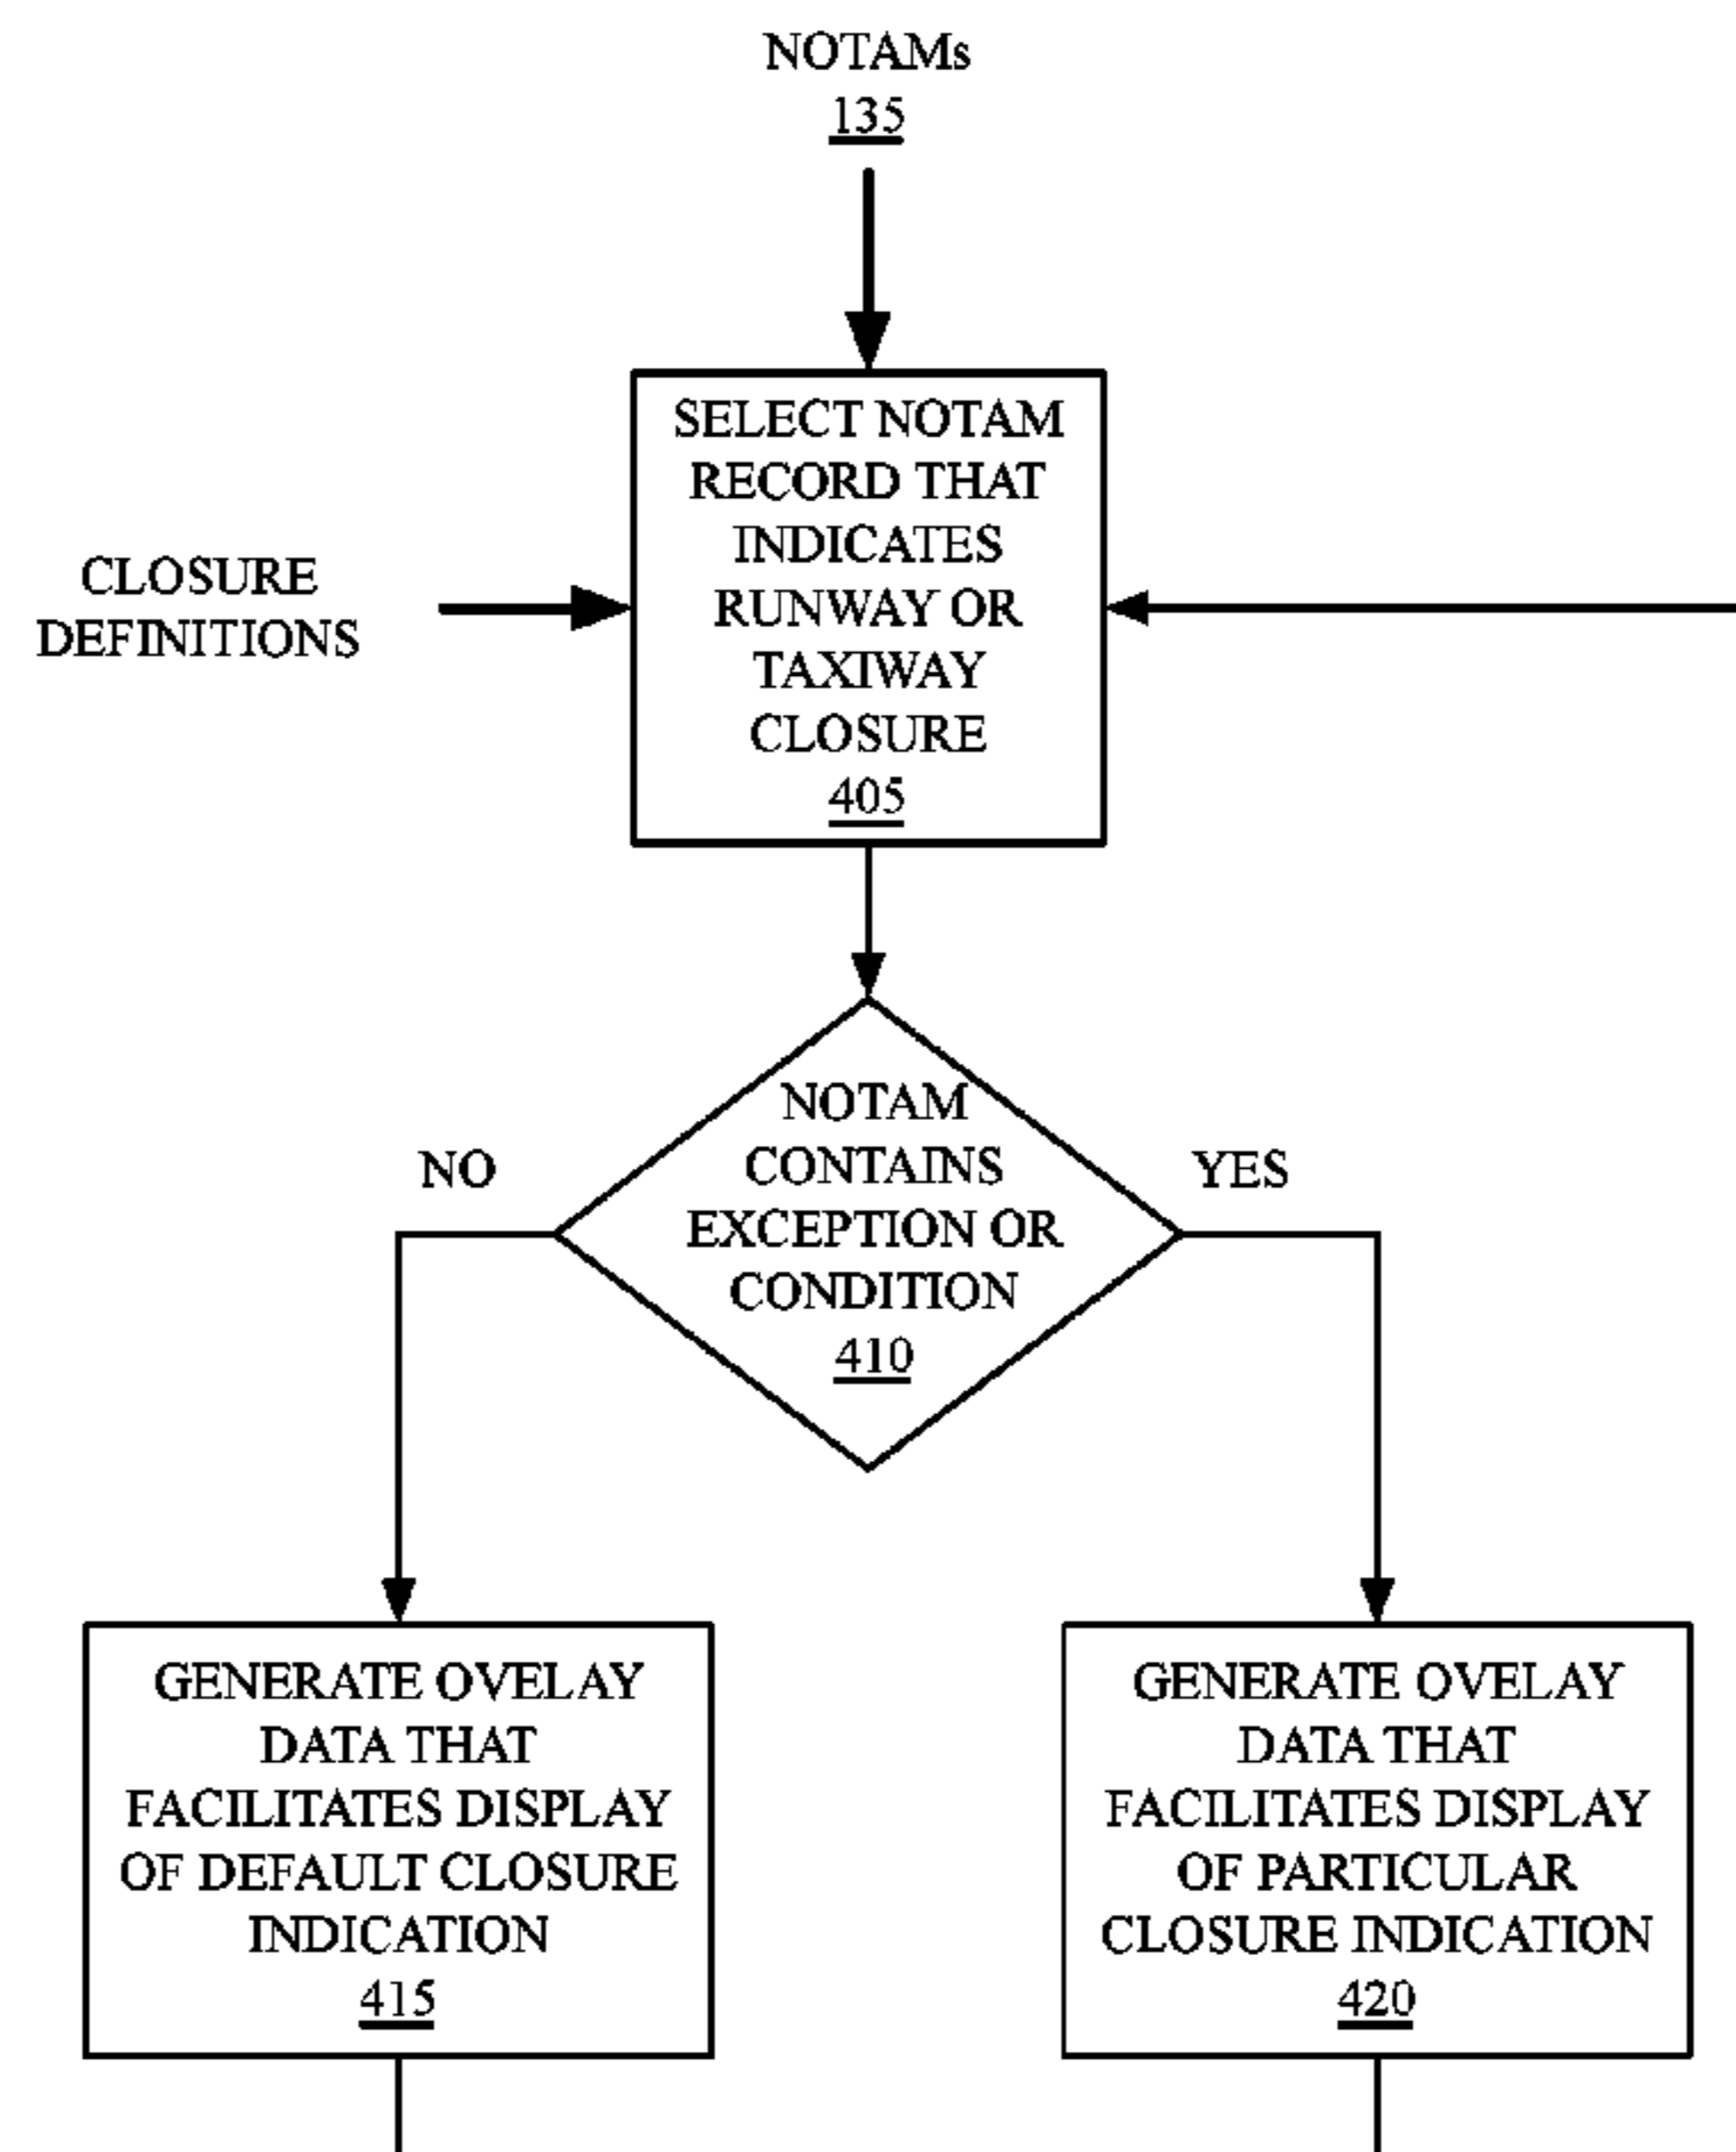 NOTAMs
135
SELECT NOTAM
RECORD THAT
INDICATES
RUNWAY OR
TAXIWAY
CLOSURE
405
CLOSURE
DEFINITIONS
NOTAM
CONTAINS
EXCEPTION OR
CONDITION
410
NO
YES
GENERATE OVELAY
DATA THAT
FACILITATES DISPLAY
OF DEFAULT CLOSURE
INDICATION
415
GENERATE OVELAY
DATA THAT
FACILITATES DISPLAY
OF PARTICULAR
CLOSURE INDICATION
420